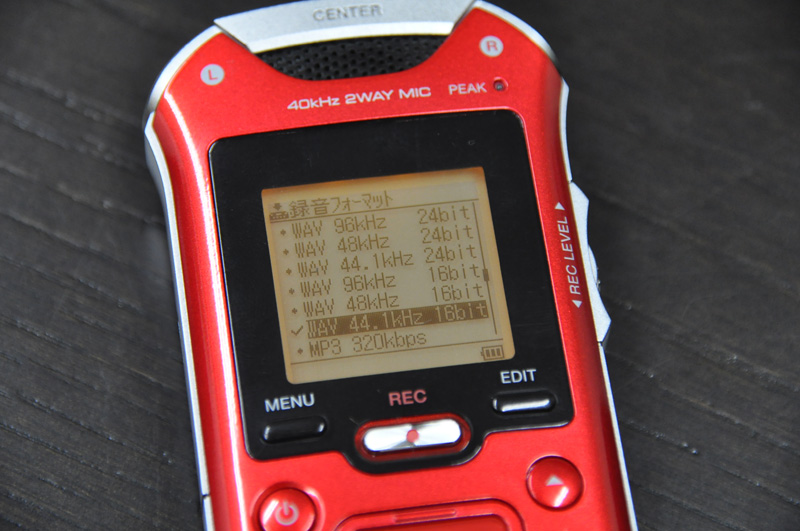 CENTER
L
R
40kHz 2WAY MIC
PEAK
録音フォーマット
WAV 96kHz 24bit
WAV 48kHz 24bit
WAV 44.1kHz 24bit
WAV 96kHz 16bit
WAV 48kHz 16bit
WAV 44.1kHz 16bit
MP3 320kbps
◀ REC LEVEL ▶
MENU
REC
EDIT